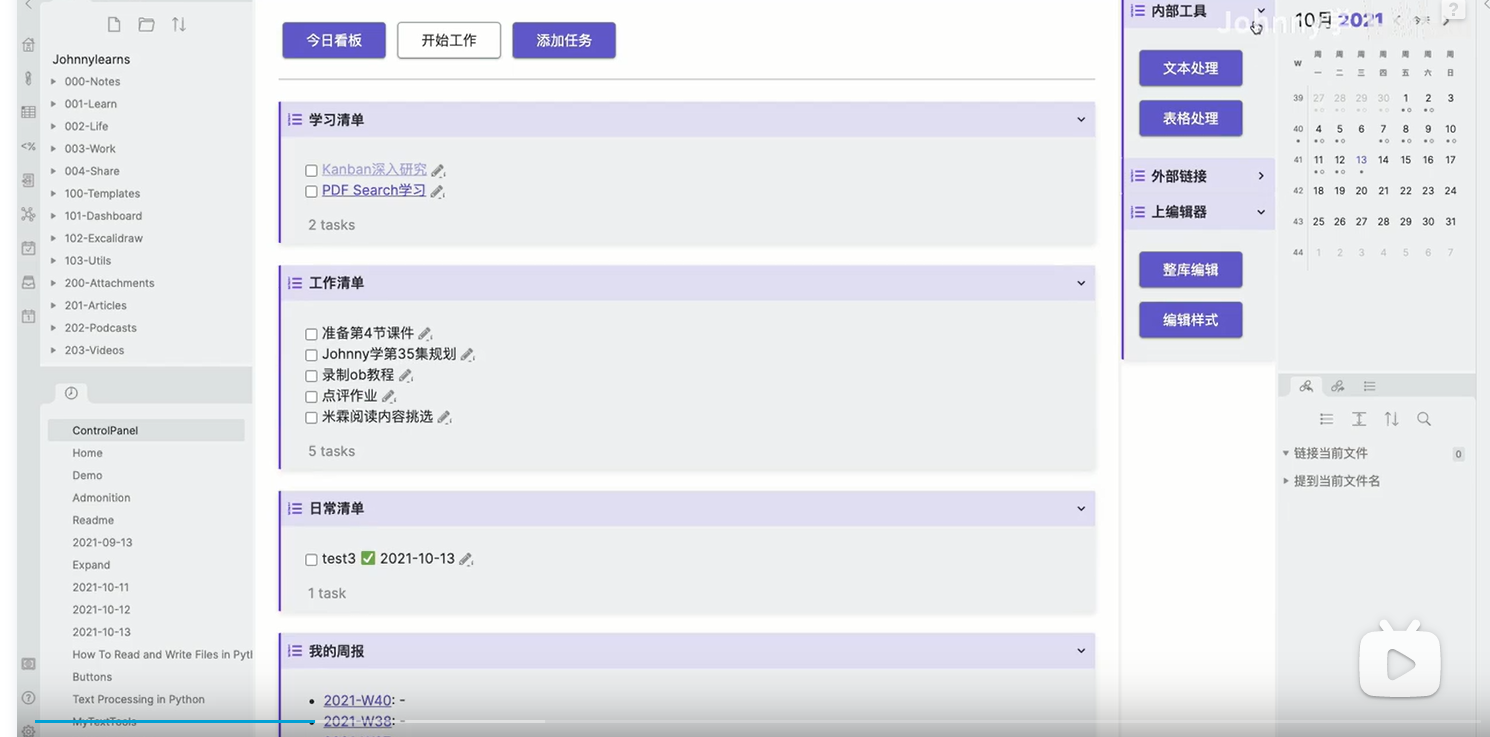 Johnnylearns
000-Notes
001-Learn
002-Life
003-Work
004-Share
100-Templates
101-Dashboard
102-Excalidraw
103-Utils
200-Attachments
201-Articles
202-Podcasts
203-Videos
ControlPanel
Home
Demo
Admonition
Readme
2021-09-13
Expand
2021-10-11
2021-10-12
2021-10-13
How To Read and Write Files in Pyt
Buttons
Text Processing in Python
MyTextTools
今日看板 开始工作 添加任务
学习清单
Kanban深入研究
PDF Search学习
2 tasks
工作清单
准备第4节课件
Johnny学第35集规划
录制ob教程
点评作业
米霖阅读内容挑选
5 tasks
日常清单
test3 ✅ 2021-10-13
1 task
我的周报
2021-W40: -
2021-W38: -
内部工具
文本处理
表格处理
外部链接
上编辑器
整库编辑
编辑样式
Johnny学
10月 2021
W 周一 周二 周三 周四 周五 周六 周日
39 27 28 29 30 1 2 3
40 4 5 6 7 8 9 10
41 11 12 13 14 15 16 17
42 18 19 20 21 22 23 24
43 25 26 27 28 29 30 31
44 1 2 3 4 5 6 7
链接当前文件 0
提到当前文件名